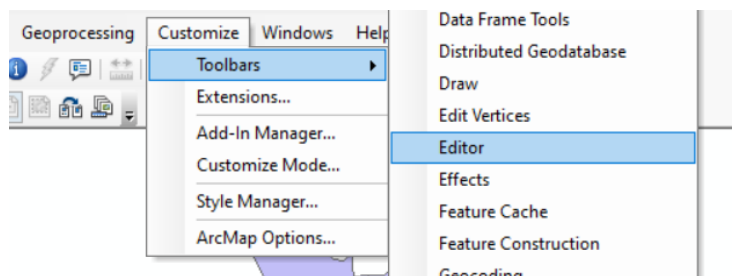 Geoprocessing Customize Windows Help
Toolbars
Extensions...
Add-In Manager...
Customize Mode...
Style Manager...
ArcMap Options...
Data Frame Tools
Distributed Geodatabase
Draw
Edit Vertices
Editor
Effects
Feature Cache
Feature Construction
Geocoding